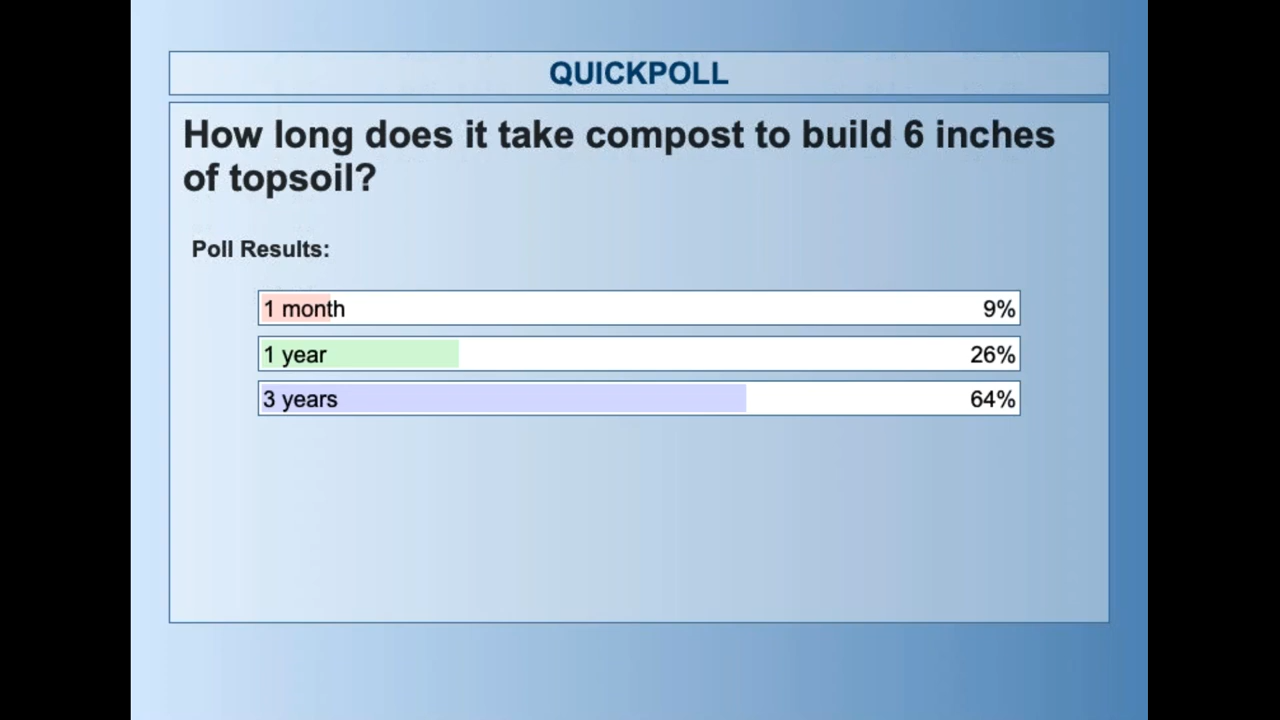 QUICKPOLL
How long does it take compost to build 6 inches
of topsoil?
Poll Results:
1 month 9%
1 year 26%
3 years 64%